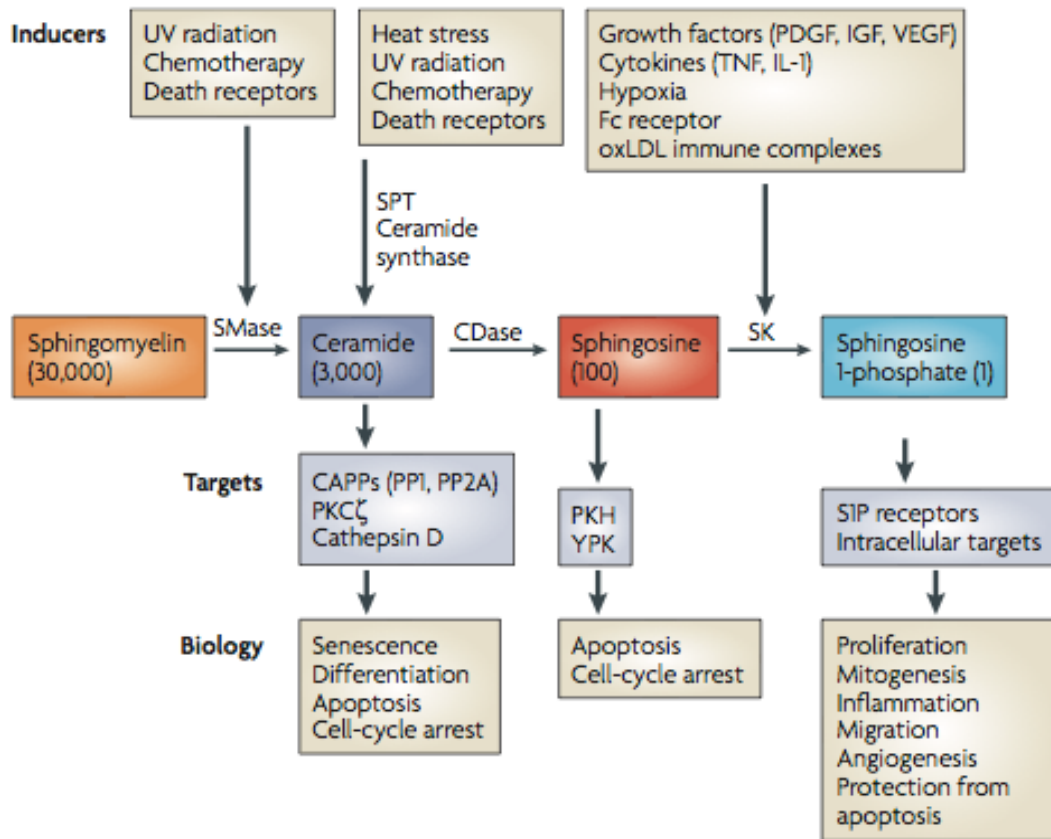 Inducers
UV radiation
Chemotherapy
Death receptors
Heat stress
UV radiation
Chemotherapy
Death receptors
Growth factors (PDGF, IGF, VEGF)
Cytokines (TNF, IL-1)
Hypoxia
Fc receptor
oxLDL immune complexes
SPT
Ceramide
synthase
Sphingomyelin
(30,000)
SMase
Ceramide
(3,000)
CDase
Sphingosine
(100)
SK
Sphingosine
1-phosphate (1)
Targets
CAPPs (PP1, PP2A)
PKCζ
Cathepsin D
PKH
YPK
S1P receptors
Intracellular targets
Biology
Senescence
Differentiation
Apoptosis
Cell-cycle arrest
Apoptosis
Cell-cycle arrest
Proliferation
Mitogenesis
Inflammation
Migration
Angiogenesis
Protection from
apoptosis